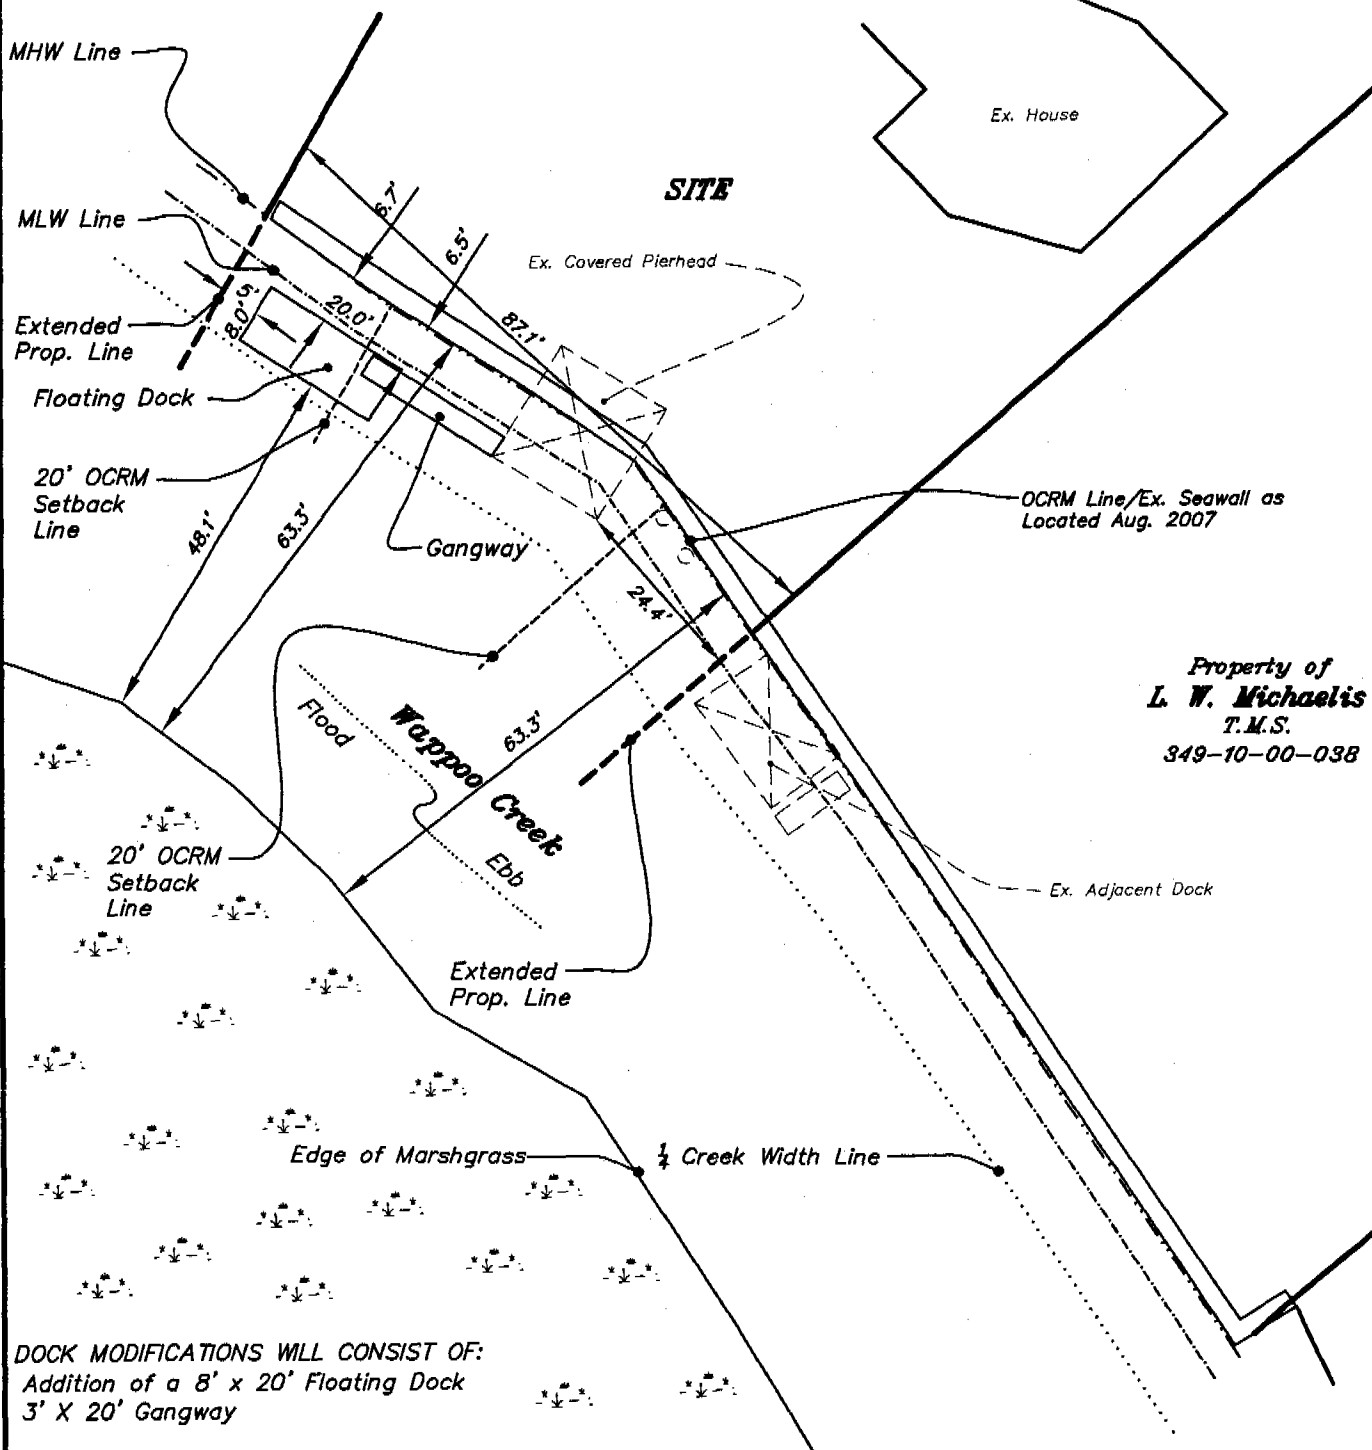 MHW Line
Ex. House
SITE
6.7'
MLW Line
6.5'
Ex. Covered Pierhead
5'
8.0'
20.0'
87.1'
Extended
Prop. Line
Floating Dock
20' OCRM
Setback
Line
48.1'
63.3'
Gangway
OCRM Line/Ex. Seawall as
Located Aug. 2007
24.4'
Property of
L. W. Michaelis
T.M.S.
349-10-00-038
Flood
Wappoo Creek
63.3'
Ebb
20' OCRM
Setback
Line
Ex. Adjacent Dock
Extended
Prop. Line
Edge of Marshgrass
¼ Creek Width Line
DOCK MODIFICATIONS WILL CONSIST OF:
Addition of a 8' x 20' Floating Dock
3' X 20' Gangway